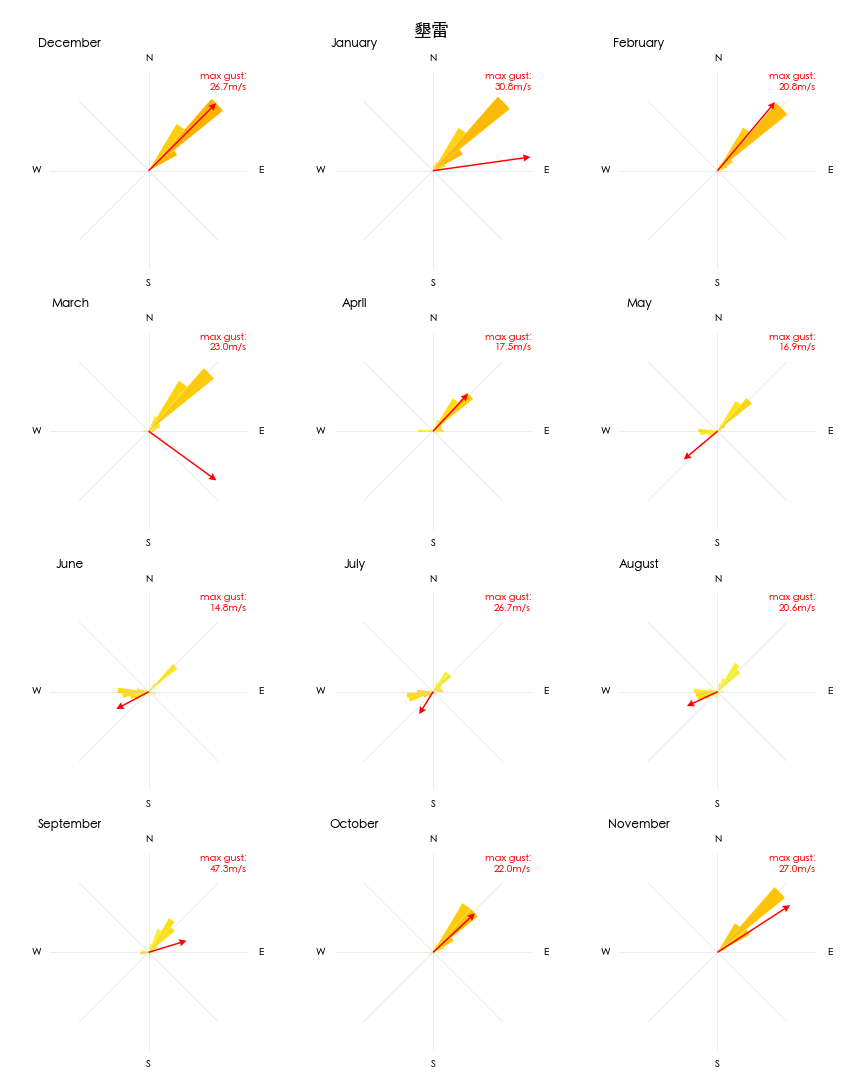 墾雷
December
N
max gust:
26.7m/s
W
E
S
January
N
max gust:
30.8m/s
W
E
S
February
N
max gust:
20.8m/s
W
E
S
March
N
max gust:
23.0m/s
W
E
S
April
N
max gust:
17.5m/s
W
E
S
May
N
max gust:
16.9m/s
W
E
S
June
N
max gust:
14.8m/s
W
E
S
July
N
max gust:
26.7m/s
W
E
S
August
N
max gust:
20.6m/s
W
E
S
September
N
max gust:
47.3m/s
W
E
S
October
N
max gust:
22.0m/s
W
E
S
November
N
max gust:
27.0m/s
W
E
S